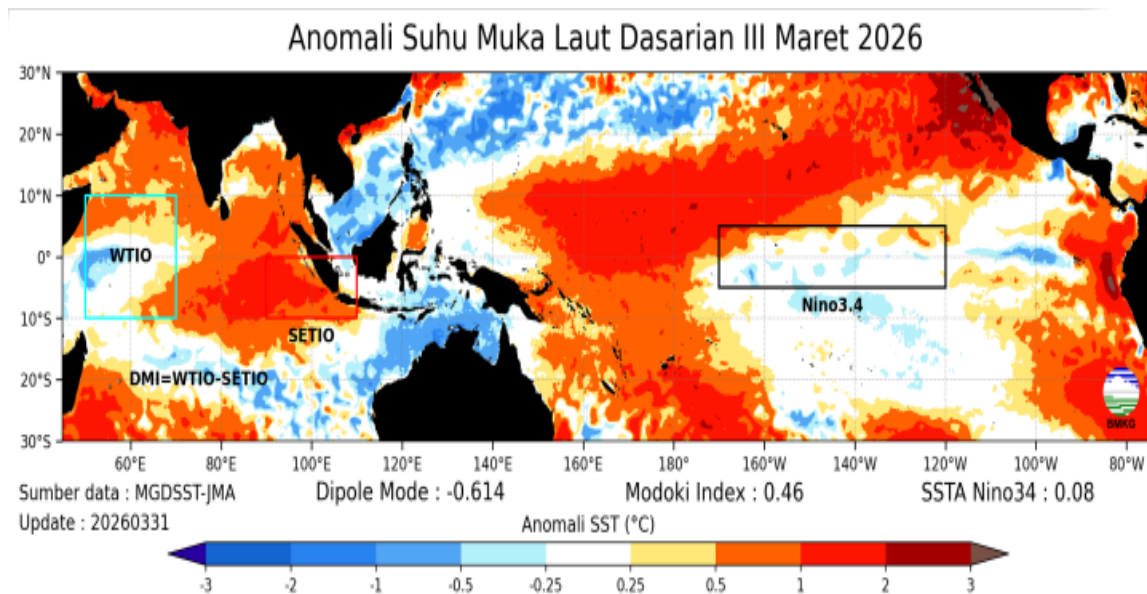 Anomali Suhu Muka Laut Dasarian III Maret 2026
30°N
20°N
10°N
0°
10°S
20°S
30°S
WTIO
SETIO
Nino3.4
DMI=WTIO-SETIO
BMKG
60°E 80°E 100°E 120°E 140°E 160°E 180° 160°W 140°W 120°W 100°W 80°W
Sumber data : MGDSST-JMA
Dipole Mode : -0.614
Modoki Index : 0.46
SSTA Nino34 : 0.08
Update : 20260331
Anomali SST (°C)
-3 -2 -1 -0.5 -0.25 0.25 0.5 1 2 3